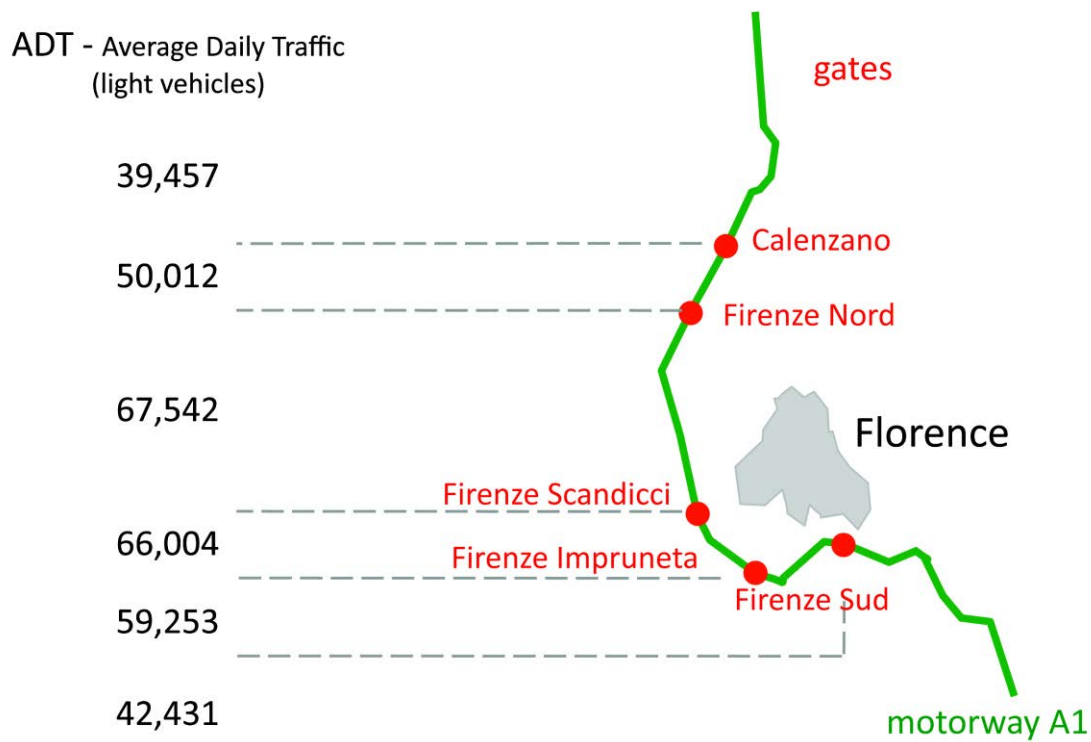 ADT - Average Daily Traffic
(light vehicles)
gates
39,457
Calenzano
50,012
Firenze Nord
67,542
Florence
Firenze Scandicci
66,004
Firenze Impruneta
Firenze Sud
59,253
42,431
motorway A1